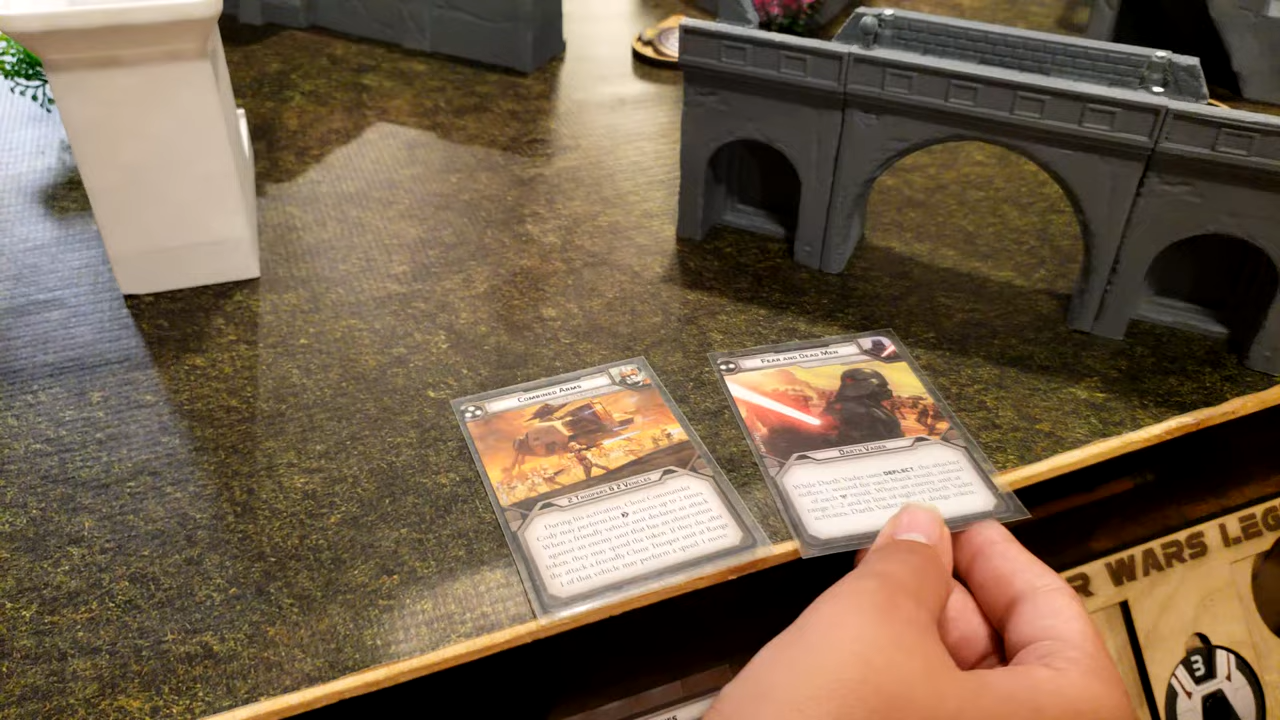 COMBINED ARMS
2 TROOPERS & 2 VEHICLES
During his activation, Clone Commander
Cody may perform his actions up to 2 times.
When a friendly vehicle unit declares an attack
against an enemy unit that has an observation
token, they may spend the token. If they do, after
the attack a friendly Clone Trooper unit at Range
1 of that vehicle may perform a speed 1 move
FEAR AND DEAD MEN
DARTH VADER
While Darth Vader uses DEFLECT, the attacker
suffers 1 wound for each blank result, instead
of each result. When an enemy unit at
range 1-2 and in line of sight of Darth Vader
activates, Darth Vader 1 dodge token.
R WARS LEG
3